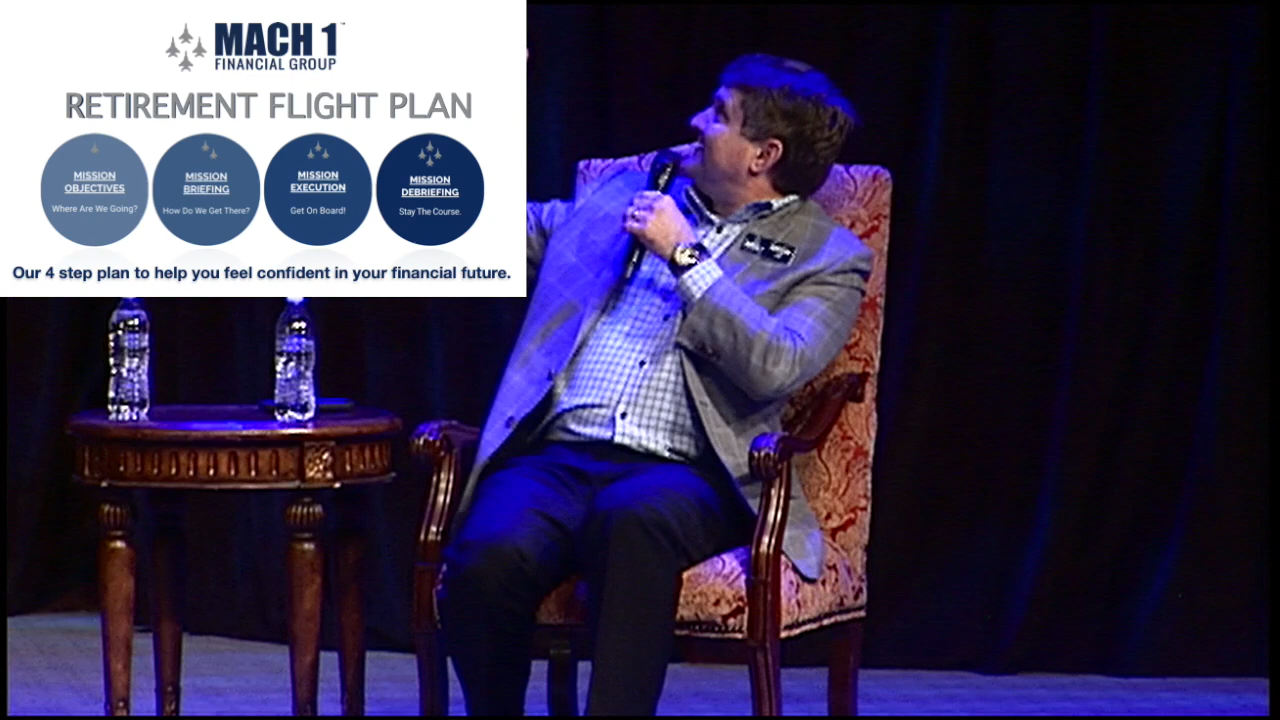 MACH 1™
FINANCIAL GROUP
RETIREMENT FLIGHT PLAN
MISSION
OBJECTIVES
Where Are We Going?
MISSION
BRIEFING
How Do We Get There?
MISSION
EXECUTION
Get On Board!
MISSION
DEBRIEFING
Stay The Course.
Our 4 step plan to help you feel confident in your financial future.